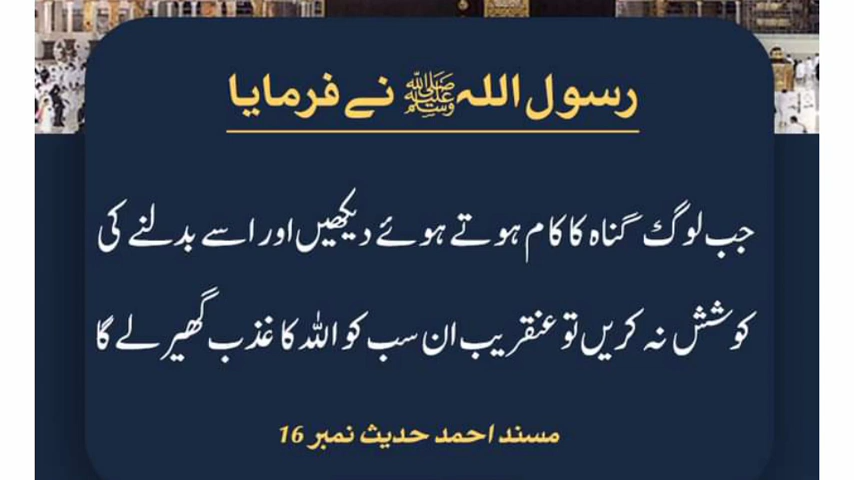 رسول اللہ ﷺ نے فرمایا
جب لوگ گناہ کا کام ہوتے ہوئے دیکھیں اور اسے بدلنے کی
کوشش نہ کریں تو عنقریب ان سب کو اللہ کا غذب گھیر لے گا
مسند احمد حدیث نمبر 16